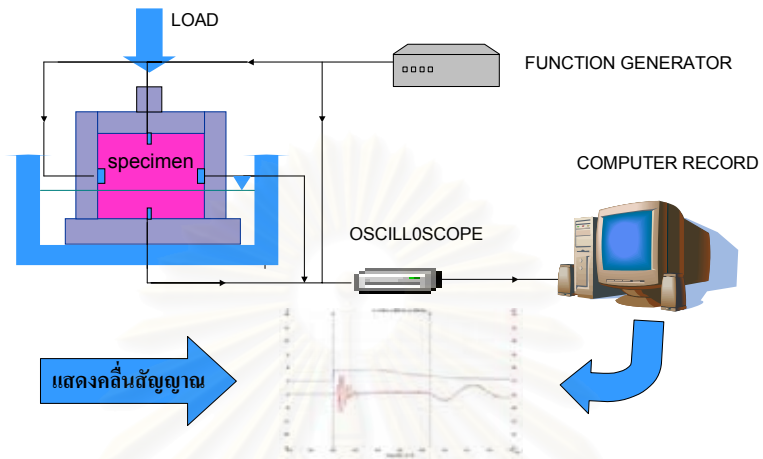 LOAD
FUNCTION GENERATOR
specimen
COMPUTER RECORD
OSCILL0SCOPE
แสดงคลื่นสัญญาณ